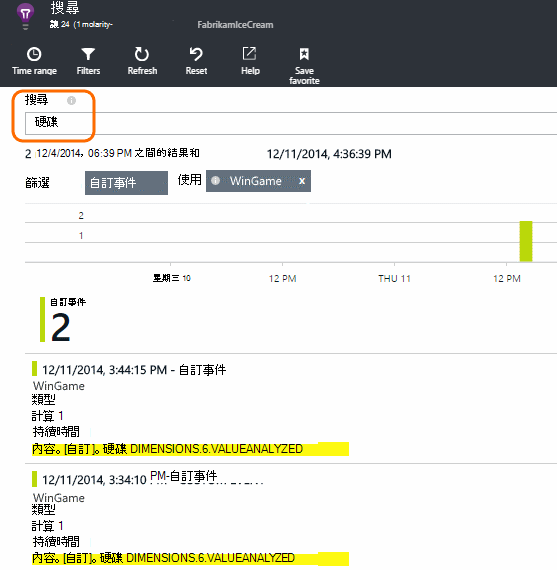 搜尋
讓 24 (1 molarity-
FabrikamIceCream
Time range
Filters
Refresh
Reset
Help
Save favorite
搜尋
硬碟
2 12/4/2014，06:39 PM 之間的結果和 12/11/2014, 4:36:39 PM
篩選 自訂事件 使用 WinGame x
2
1
星期三 10 12 PM THU 11 12 PM
自訂事件
2
12/11/2014, 3:44:15 PM - 自訂事件
WinGame
類型
計算 1
持續時間
內容。[自訂]。硬碟 DIMENSIONS.6.VALUEANALYZED
12/11/2014, 3:34:10 PM-自訂事件
WinGame
類型
計算 1
持續時間
內容。[自訂]。硬碟 DIMENSIONS.6.VALUEANALYZED